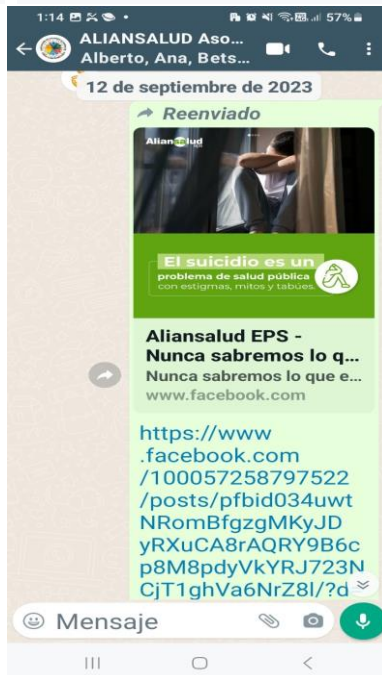 1:14
57%
ALIANSALUD Aso...
Alberto, Ana, Bets...
12 de septiembre de 2023
Reenviado
Aliansalud
El suicidio es un
problema de salud pública
con estigmas, mitos y tabúes.
Aliansalud EPS -
Nunca sabremos lo q...
Nunca sabremos lo que e...
www.facebook.com
https://www
.facebook.com
/100057258797522
/posts/pfbid034uwt
NRomBfgzgMKyJD
yRXuCA8rAQRY9B6c
p8M8pdyVkYRJ723N
CjT1ghVa6NrZ8l/?d
Mensaje